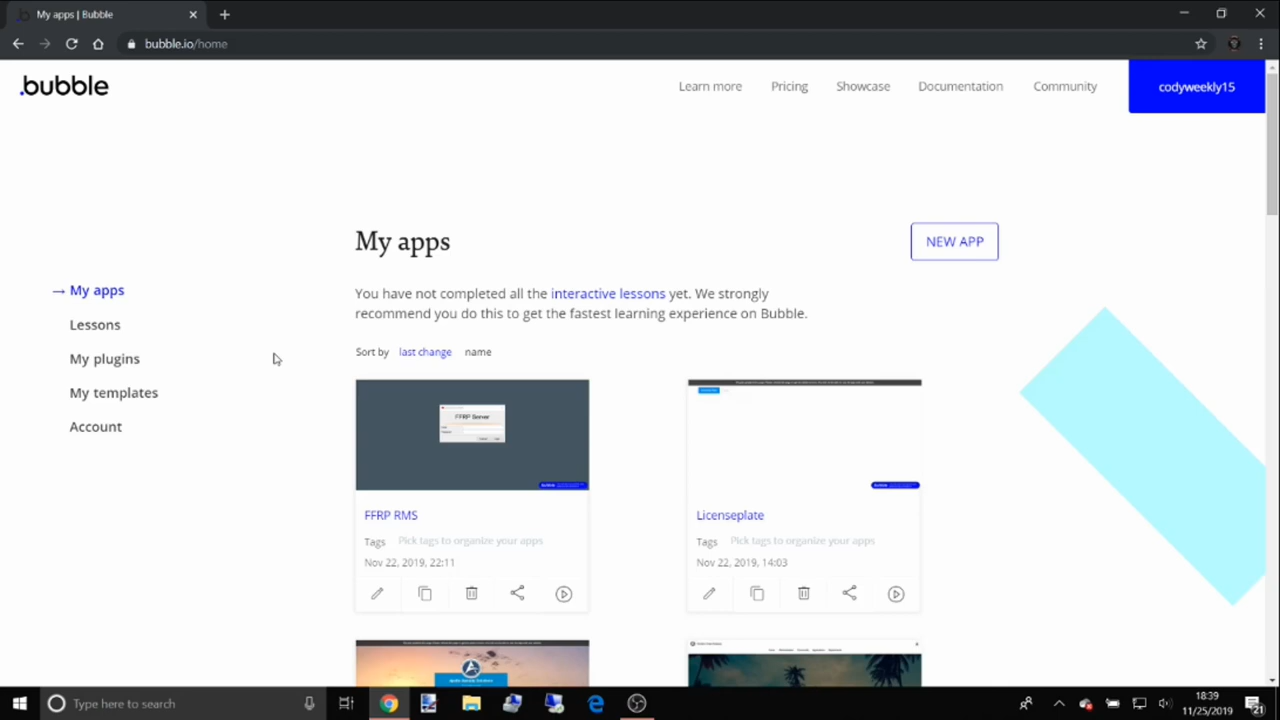 My apps | Bubble
bubble.io/home
.bubble
Learn more
Pricing
Showcase
Documentation
Community
codyweekly15
My apps
NEW APP
→ My apps
Lessons
My plugins
My templates
Account
You have not completed all the interactive lessons yet. We strongly
recommend you do this to get the fastest learning experience on Bubble.
Sort by last change name
FFRP Server
FFRP RMS
Tags Pick tags to organize your apps
Nov 22, 2019, 22:11
Licenseplate
Tags Pick tags to organize your apps
Nov 22, 2019, 14:03
Type here to search
18:39
11/25/2019
21